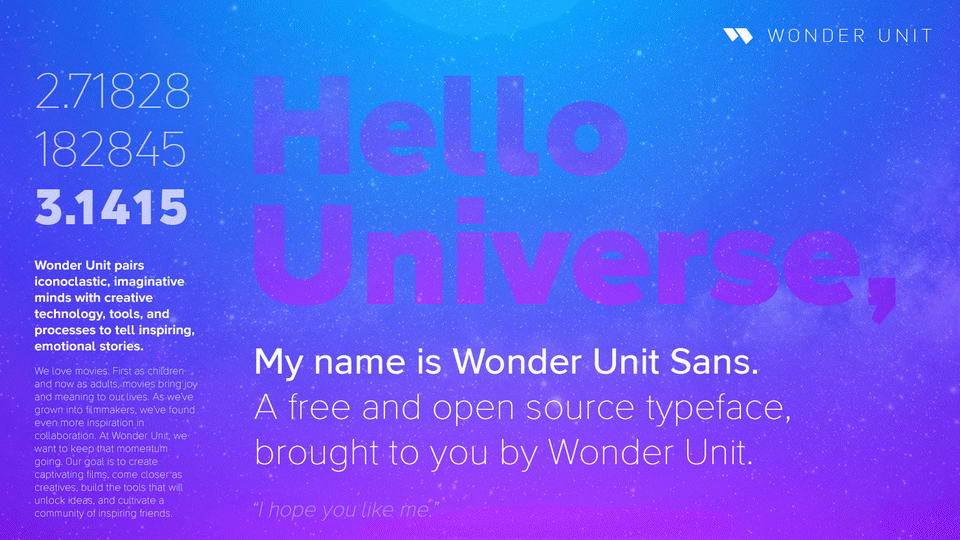 WONDER UNIT
2.71828
182845
3.1415
Wonder Unit pairs
iconoclastic, imaginative
minds with creative
technology, tools, and
processes to tell inspiring,
emotional stories.
We love movies. First as children
and now as adults, movies bring joy
and meaning to our lives. As we’ve
grown into filmmakers, we’ve found
even more inspiration in
collaboration. At Wonder Unit, we
want to keep that momentum
going. Our goal is to create
captivating films, come closer as
creatives, build the tools that will
unlock ideas, and cultivate a
community of inspiring friends.
Hello
Universe,
My name is Wonder Unit Sans.
A free and open source typeface,
brought to you by Wonder Unit.
“I hope you like me.”